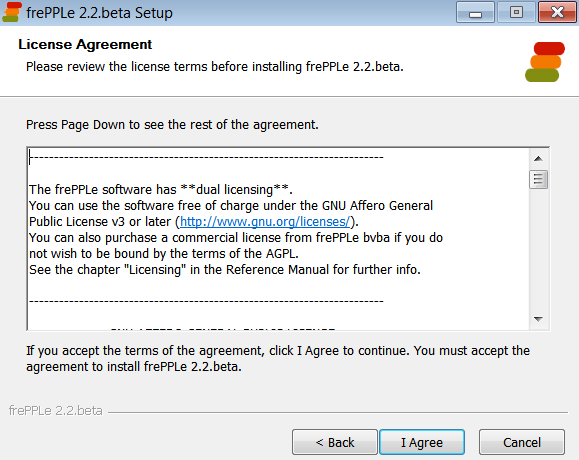 frePPLe 2.2.beta Setup
License Agreement
Please review the license terms before installing frePPLe 2.2.beta.
Press Page Down to see the rest of the agreement.
-----------------------------------------------------------------------
The frePPLe software has **dual licensing**.
You can use the software free of charge under the GNU Affero General
Public License v3 or later (http://www.gnu.org/licenses/).
You can also purchase a commercial license from frePPLe bvba if you do
not wish to be bound by the terms of the AGPL.
See the chapter "Licensing" in the Reference Manual for further info.
-----------------------------------------------------------------------
GNU AFFERO GENERAL PUBLIC LICENSE
If you accept the terms of the agreement, click I Agree to continue. You must accept the
agreement to install frePPLe 2.2.beta.
frePPLe 2.2.beta
< Back
I Agree
Cancel